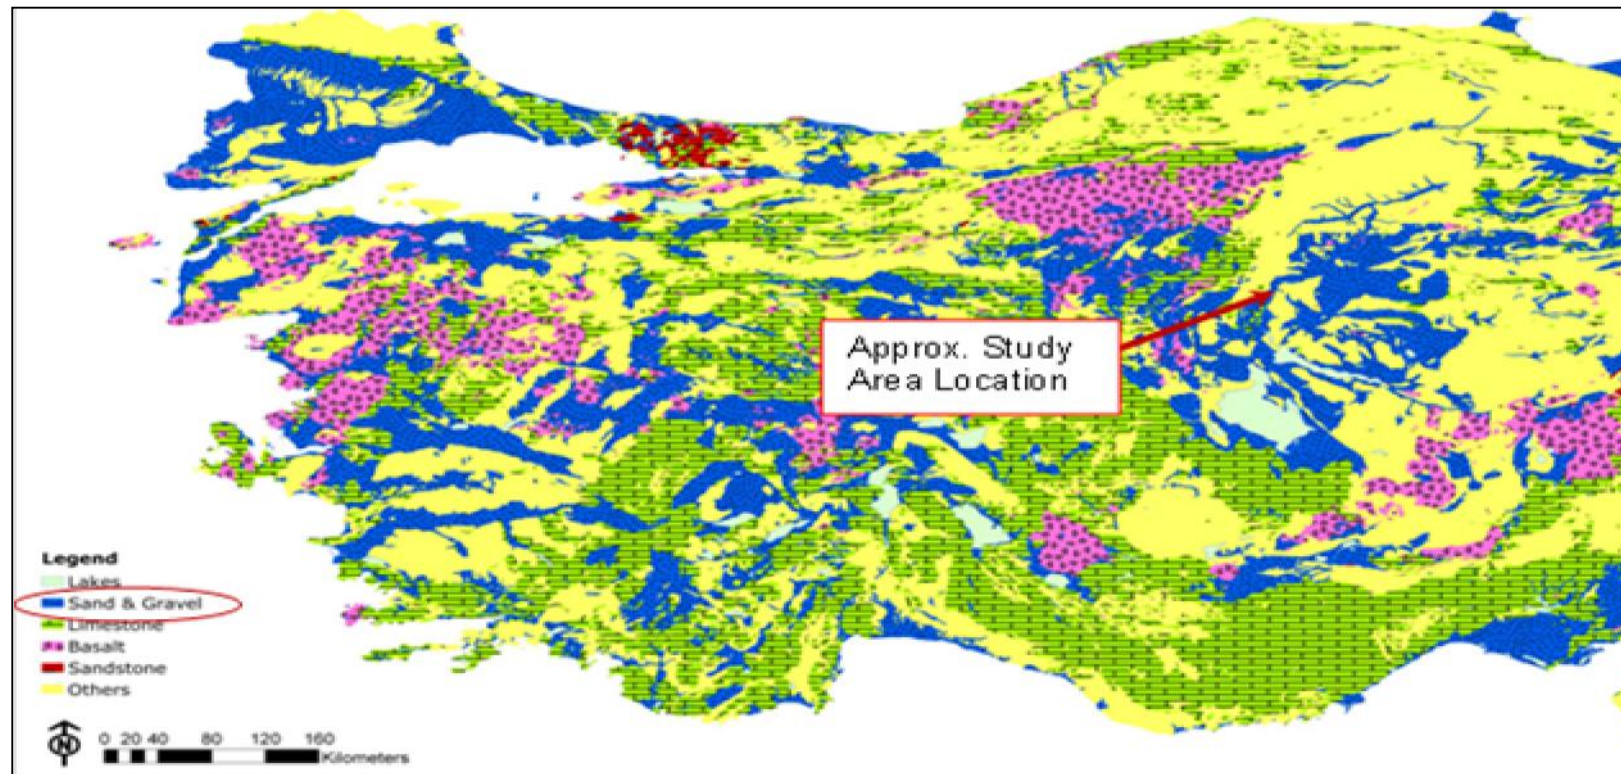 Approx. Study
Area Location
Legend
Lakes
Sand & Gravel
Limestone
Basalt
Sandstone
Others
N
0 20 40 80 120 160
Kilometers